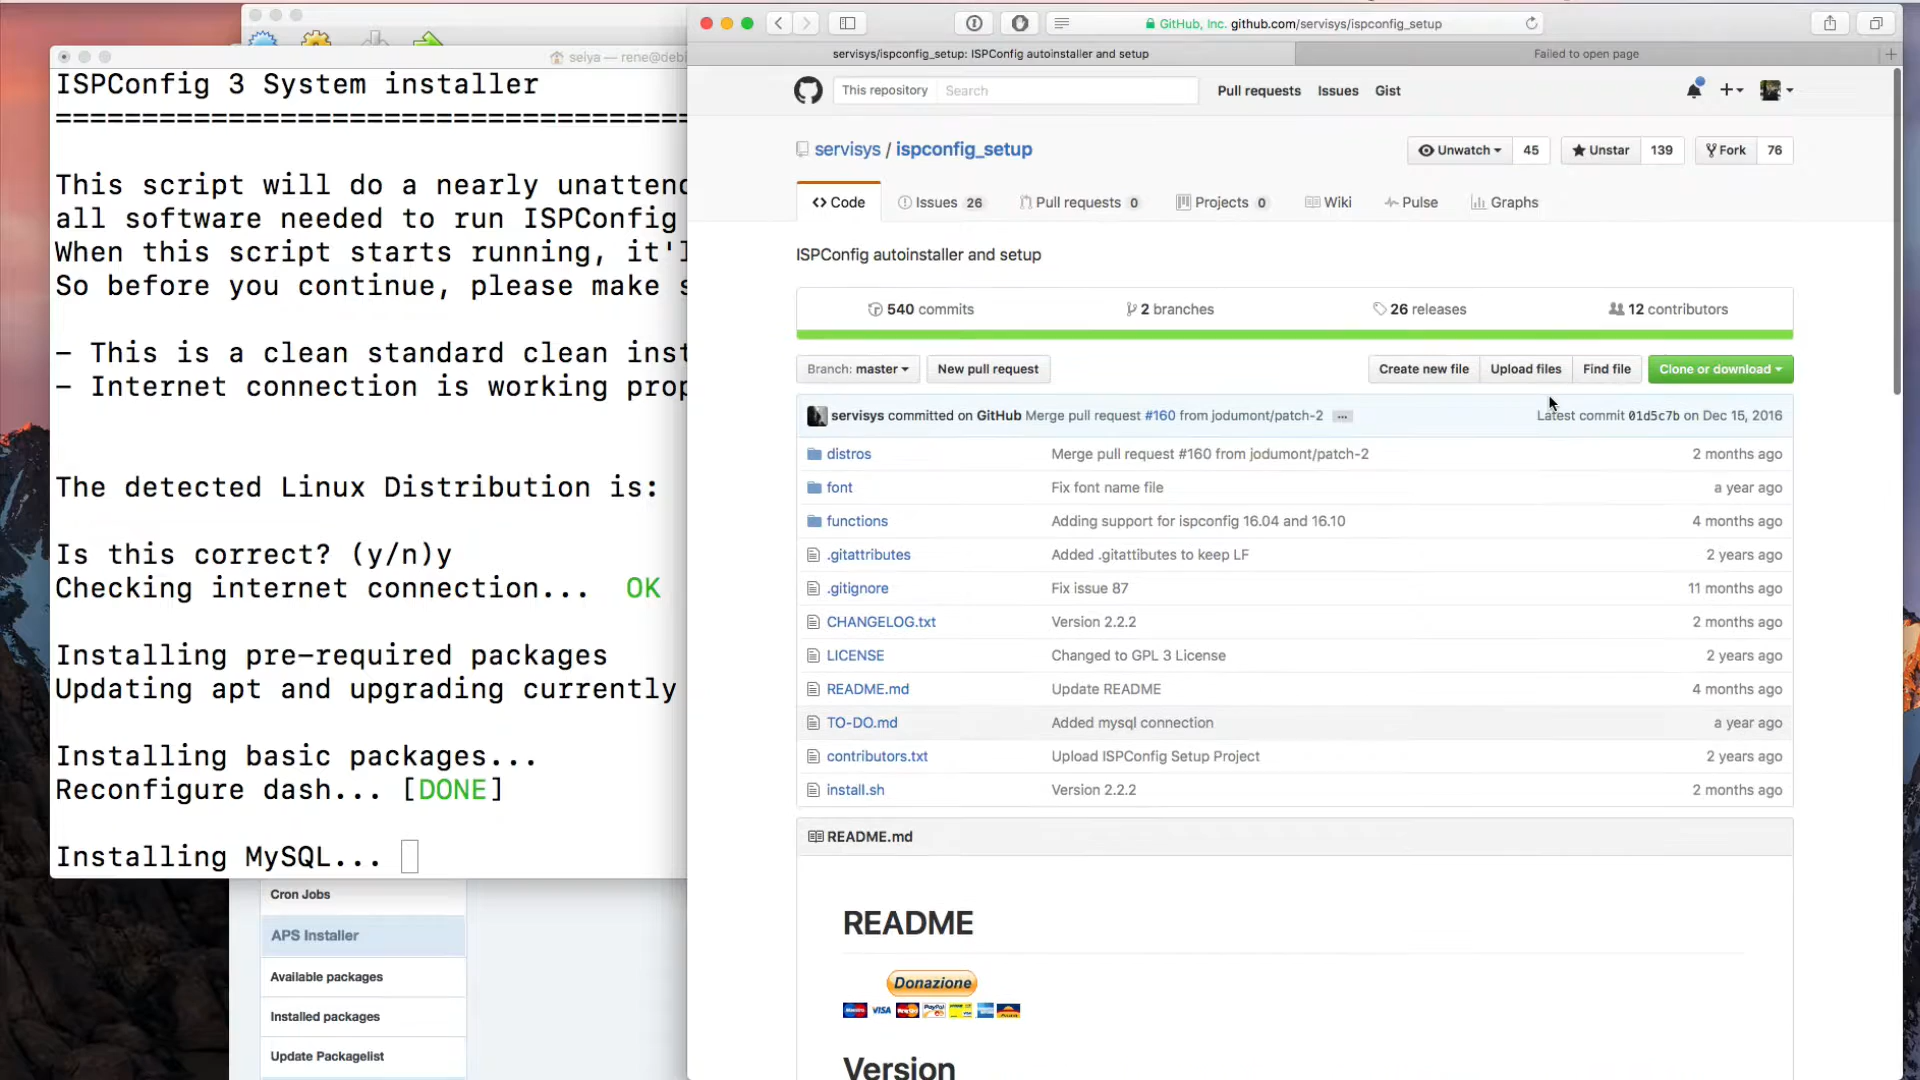 seiya — rene@debi
ISPConfig 3 System installer
=====================================
This script will do a nearly unattend
all software needed to run ISPConfig
When this script starts running, it'l
So before you continue, please make s
- This is a clean standard clean inst
- Internet connection is working prop
The detected Linux Distribution is:
Is this correct? (y/n)y
Checking internet connection... OK
Installing pre-required packages
Updating apt and upgrading currently
Installing basic packages...
Reconfigure dash... [DONE]
Installing MySQL...
Cron Jobs
APS Installer
Available packages
Installed packages
Update Packagelist
GitHub, Inc. github.com/servisys/ispconfig_setup
servisys/ispconfig_setup: ISPConfig autoinstaller and setup
Failed to open page
This repository Search Pull requests Issues Gist
servisys / ispconfig_setup
Unwatch 45 Unstar 139 Fork 76
Code Issues 26 Pull requests 0 Projects 0 Wiki Pulse Graphs
ISPConfig autoinstaller and setup
540 commits 2 branches 26 releases 12 contributors
Branch: master New pull request Create new file Upload files Find file Clone or download
servisys committed on GitHub Merge pull request #160 from jodumont/patch-2 ... Latest commit 01d5c7b on Dec 15, 2016
distros Merge pull request #160 from jodumont/patch-2 2 months ago
font Fix font name file a year ago
functions Adding support for ispconfig 16.04 and 16.10 4 months ago
.gitattributes Added .gitattibutes to keep LF 2 years ago
.gitignore Fix issue 87 11 months ago
CHANGELOG.txt Version 2.2.2 2 months ago
LICENSE Changed to GPL 3 License 2 years ago
README.md Update README 4 months ago
TO-DO.md Added mysql connection a year ago
contributors.txt Upload ISPConfig Setup Project 2 years ago
install.sh Version 2.2.2 2 months ago
README.md
README
Donazione
VISA PayPal
Version